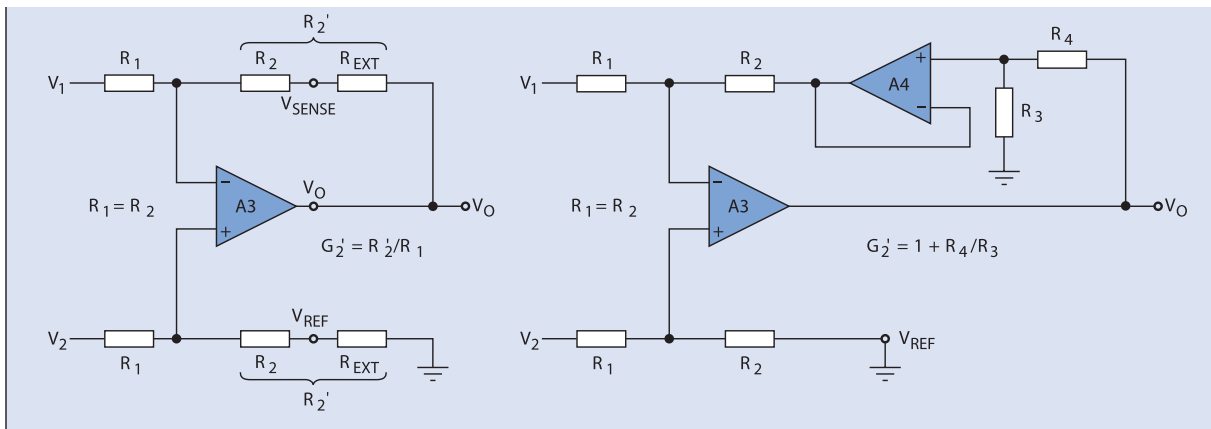 R2'
R1
R2
REXT
V1
VSENSE
R1 = R2
−
A3
+
VO
VO
G2' = R2'/R1
V2
VREF
R1
R2
REXT
R2'
R4
R1
R2
V1
+
A4
−
R3
R1 = R2
−
A3
+
VO
G2' = 1 + R4/R3
V2
VREF
R1
R2